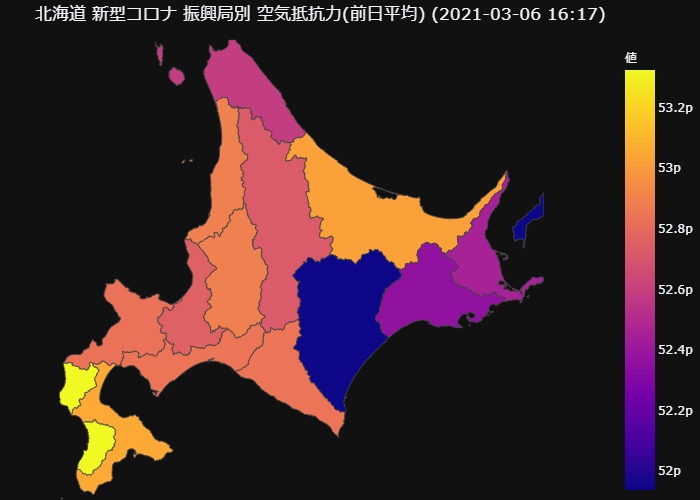 北海道 新型コロナ 振興局別 空気抵抗力(前日平均) (2021-03-06 16:17)
値
53.2p
53p
52.8p
52.6p
52.4p
52.2p
52p